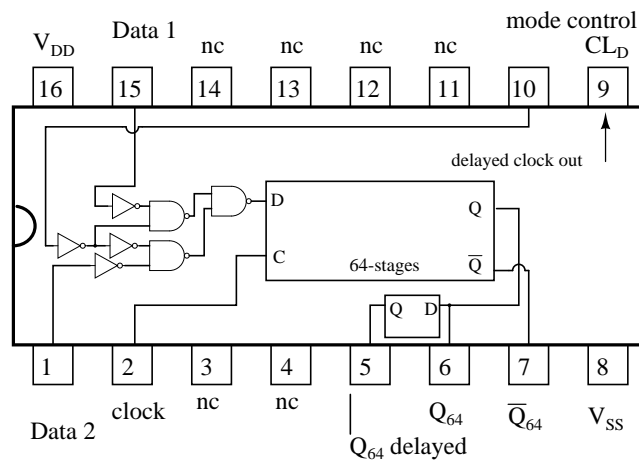 mode control
V_DD Data 1 nc nc nc nc CL_D
16 15 14 13 12 11 10 9
delayed clock out
D Q
C Q̅
64-stages
Q D
1 2 3 4 5 6 7 8
Data 2 clock nc nc Q_64 delayed Q_64 Q̅_64 V_SS